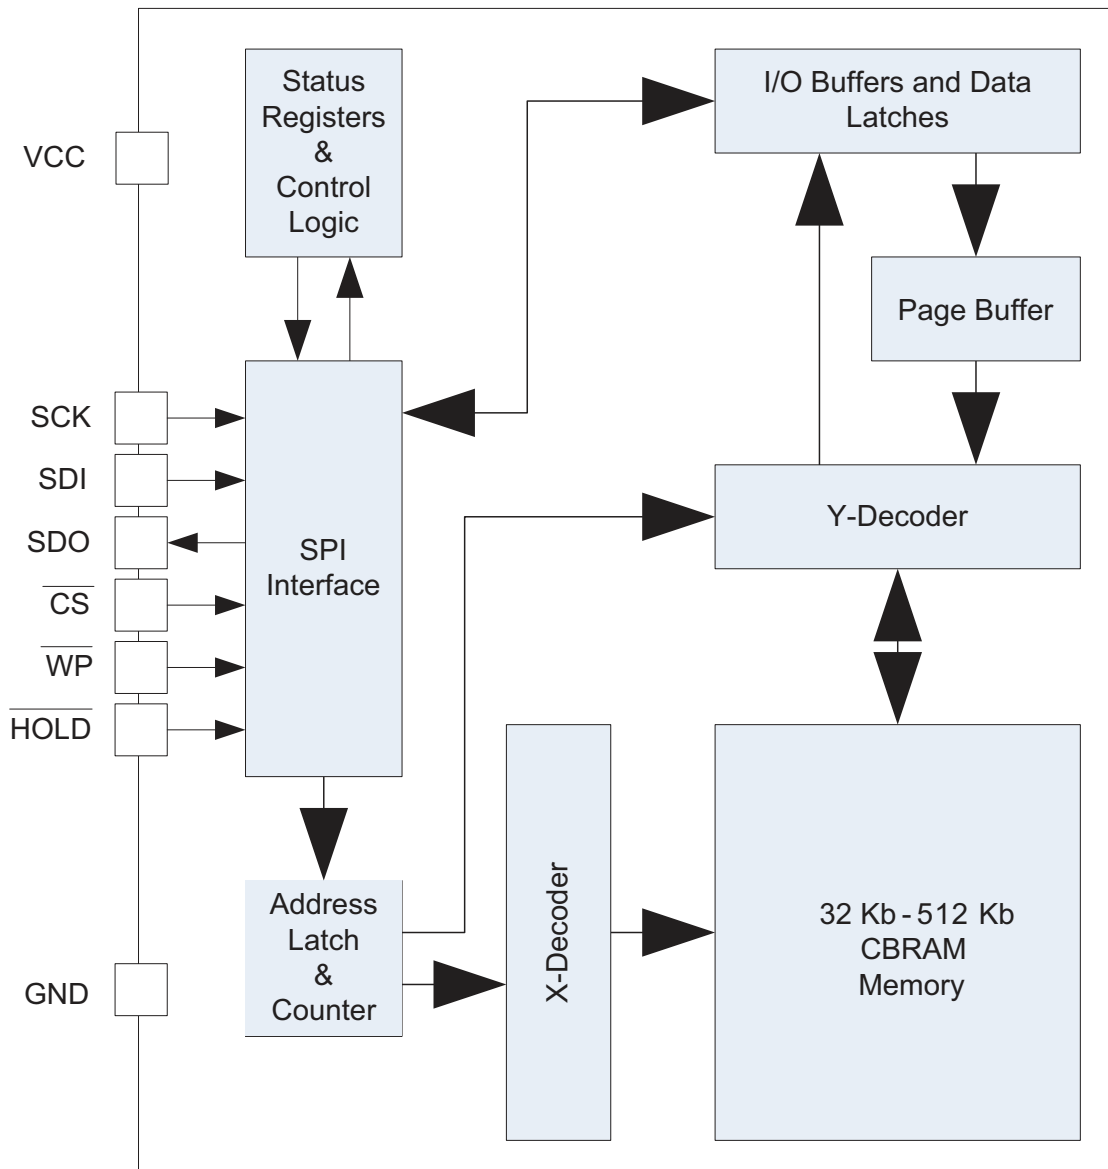 Status
Registers
&
Control
Logic
I/O Buffers and Data
Latches
VCC
Page Buffer
SCK
SDI
SDO
CS
WP
HOLD
SPI
Interface
Y-Decoder
Address
Latch
&
Counter
X-Decoder
32 Kb - 512 Kb
CBRAM
Memory
GND